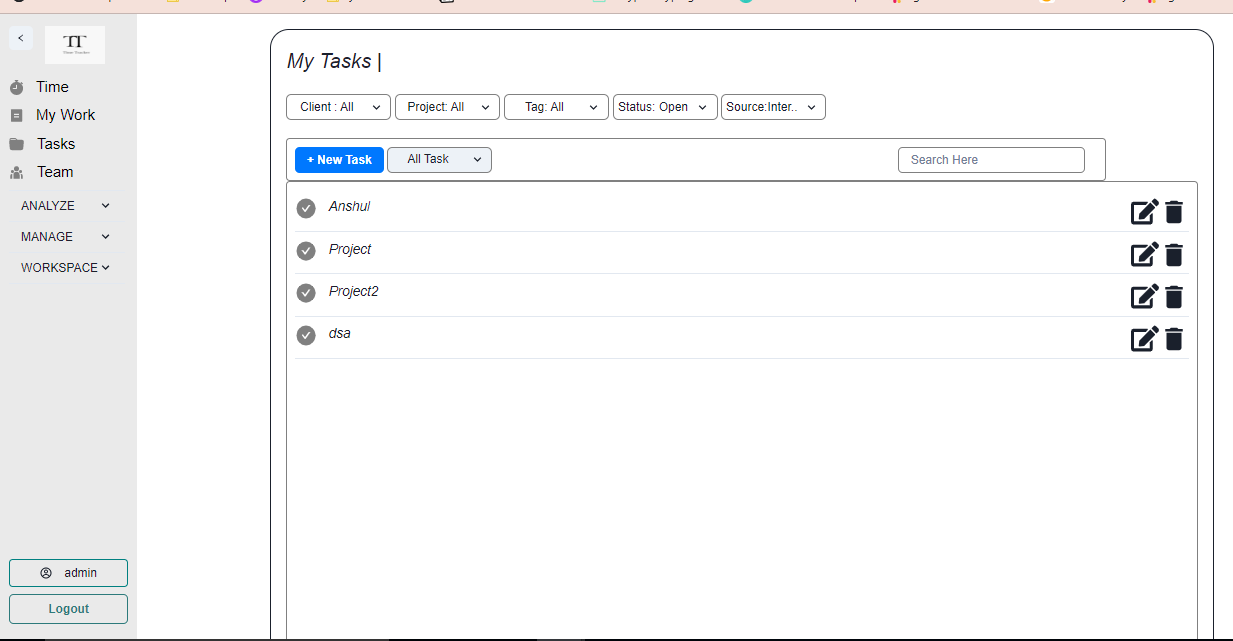 TT
Time
My Work
Tasks
Team
ANALYZE
MANAGE
WORKSPACE
admin
Logout
My Tasks |
Client : All
Project: All
Tag: All
Status: Open
Source:Inter..
+ New Task
All Task
Search Here
Anshul
Project
Project2
dsa